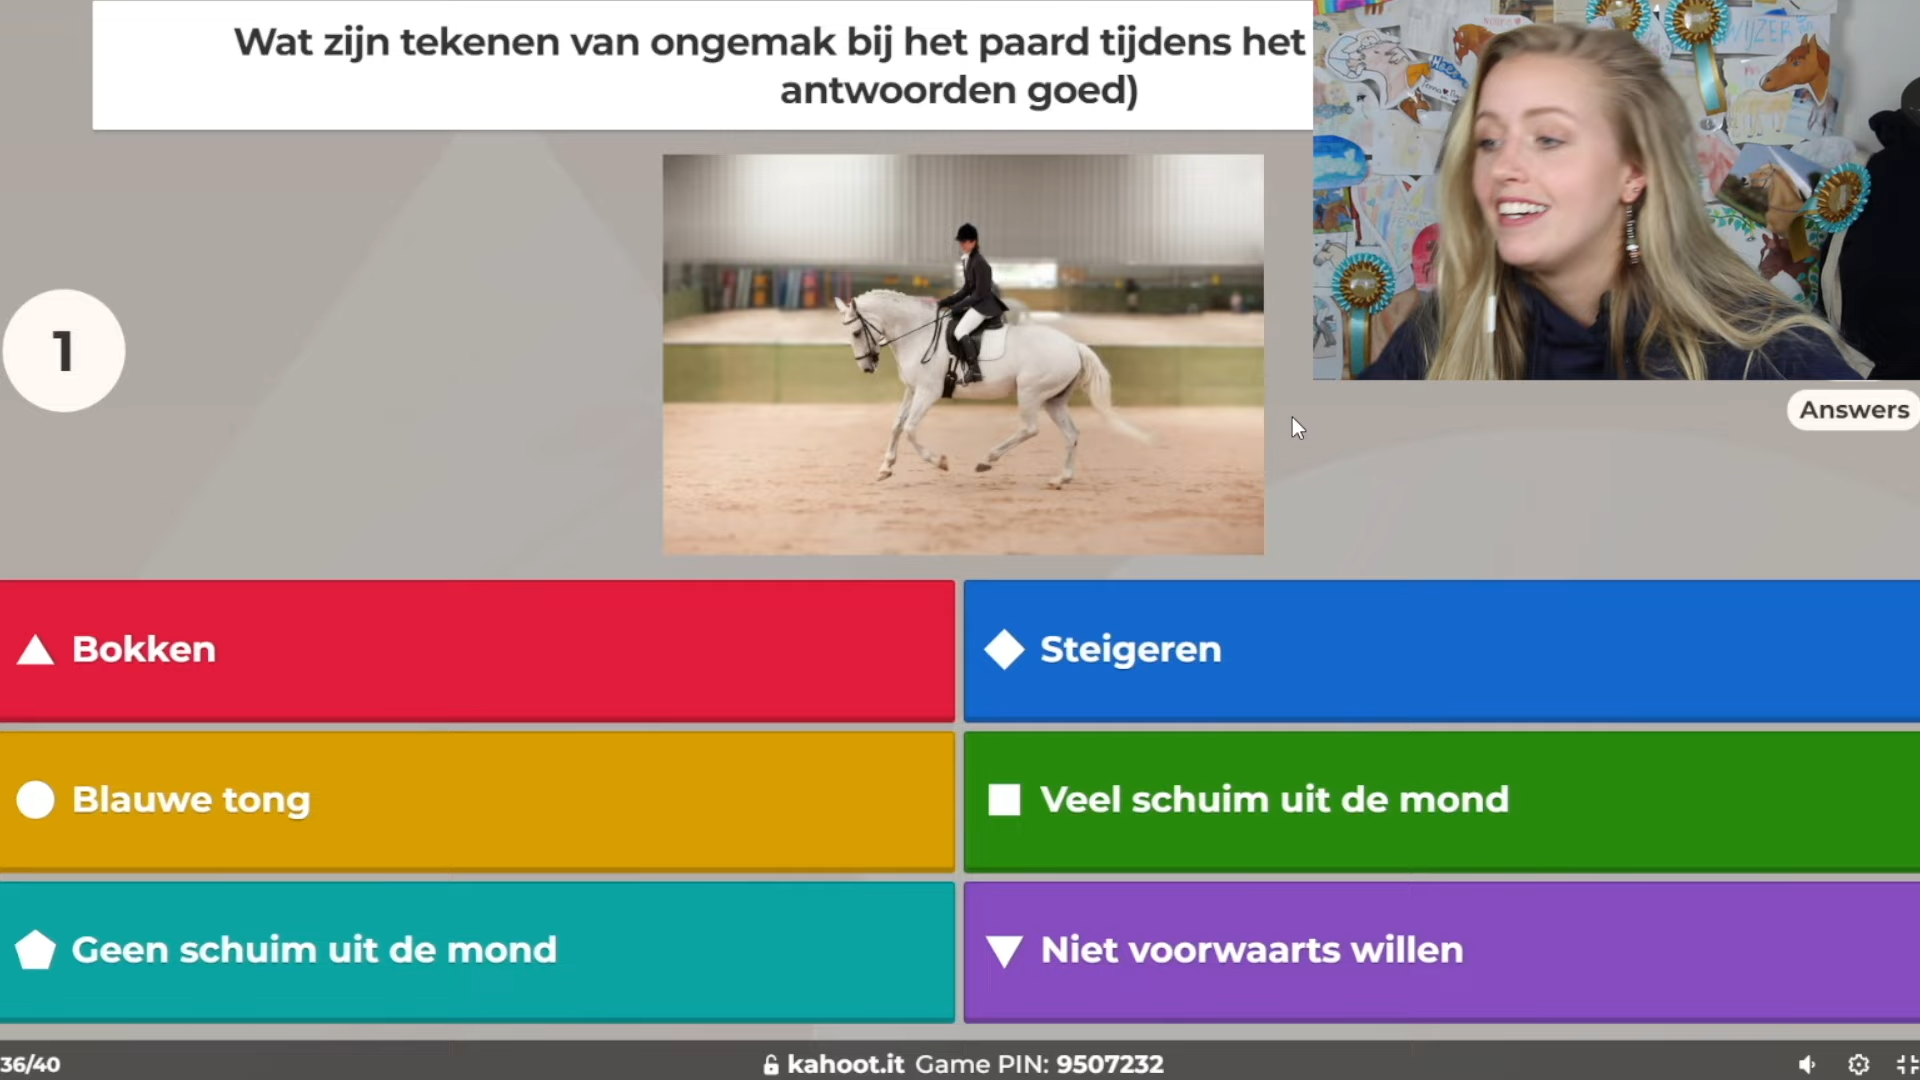 Wat zijn tekenen van ongemak bij het paard tijdens het
antwoorden goed)
1
Answers
Bokken
Steigeren
Blauwe tong
Veel schuim uit de mond
Geen schuim uit de mond
Niet voorwaarts willen
36/40
kahoot.it Game PIN: 9507232